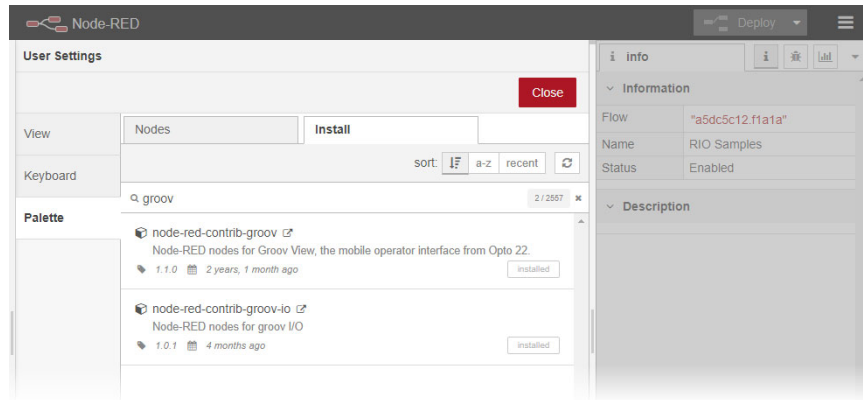 Node-RED
Deploy
User Settings
Close
View
Keyboard
Palette
Nodes
Install
sort:
a-z
recent
groov
2 / 2557
node-red-contrib-groov
Node-RED nodes for Groov View, the mobile operator interface from Opto 22.
1.1.0
2 years, 1 month ago
installed
node-red-contrib-groov-io
Node-RED nodes for groov I/O
1.0.1
4 months ago
installed
i info
i
Information
Flow
"a5dc5c12.f1a1a"
Name
RIO Samples
Status
Enabled
Description